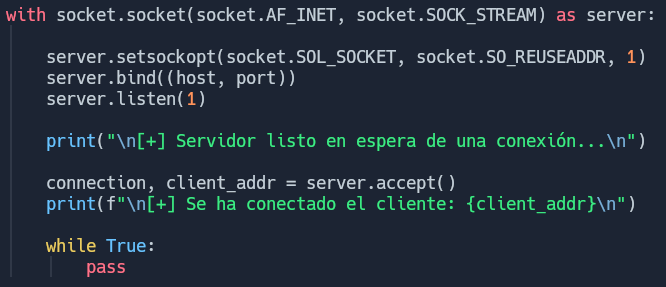 with socket.socket(socket.AF_INET, socket.SOCK_STREAM) as server:
server.setsockopt(socket.SOL_SOCKET, socket.SO_REUSEADDR, 1)
server.bind((host, port))
server.listen(1)
print("\n[+] Servidor listo en espera de una conexión...\n")
connection, client_addr = server.accept()
print(f"\n[+] Se ha conectado el cliente: {client_addr}\n")
while True:
pass